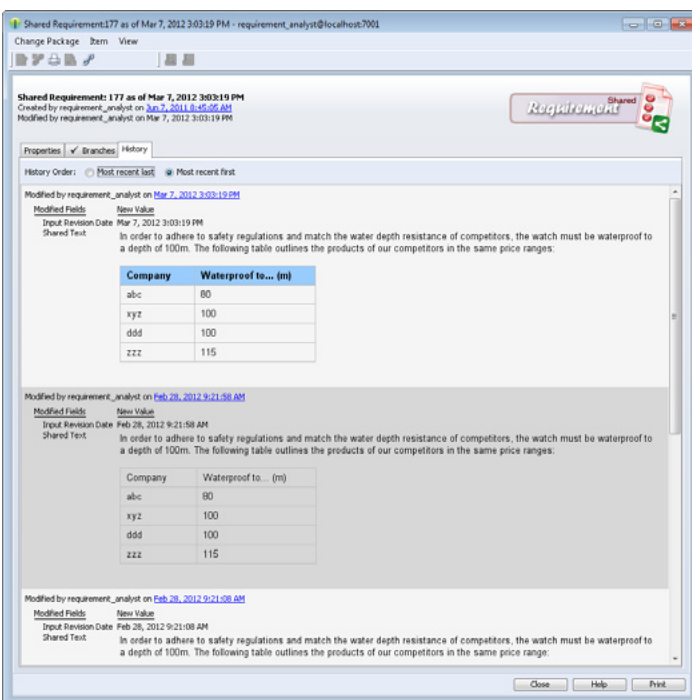 Shared Requirement:177 as of Mar 7, 2012 3:03:19 PM - requirement_analyst@localhost:7001
Change Package Item View
Shared Requirement: 177 as of Mar 7, 2012 3:03:19 PM
Created by requirement_analyst on Jun 7, 2011 8:45:05 AM
Modified by requirement_analyst on Mar 7, 2012 3:03:19 PM
Requirement Shared
Properties Branches History
History Order: Most recent last Most recent first
Modified by requirement_analyst on Mar 7, 2012 3:03:19 PM
Modified Fields New Value
Input Revision Date Mar 7, 2012 3:03:19 PM
Shared Text In order to adhere to safety regulations and match the water depth resistance of competitors, the watch must be waterproof to
a depth of 100m. The following table outlines the products of our competitors in the same price ranges:
Company Waterproof to... (m)
abc 80
xyz 100
ddd 100
zzz 115
Modified by requirement_analyst on Feb 28, 2012 9:21:58 AM
Modified Fields New Value
Input Revision Date Feb 28, 2012 9:21:58 AM
Shared Text In order to adhere to safety regulations and match the water depth resistance of competitors, the watch must be waterproof to
a depth of 100m. The following table outlines the products of our competitors in the same price ranges:
Company Waterproof to... (m)
abc 80
xyz 100
ddd 100
zzz 115
Modified by requirement_analyst on Feb 28, 2012 9:21:08 AM
Modified Fields New Value
Input Revision Date Feb 28, 2012 9:21:08 AM
Shared Text In order to adhere to safety regulations and match the water depth resistance of competitors, the watch must be waterproof to
a depth of 100m. The following table outlines the products of our competitors in the same price range:
Close Help Print